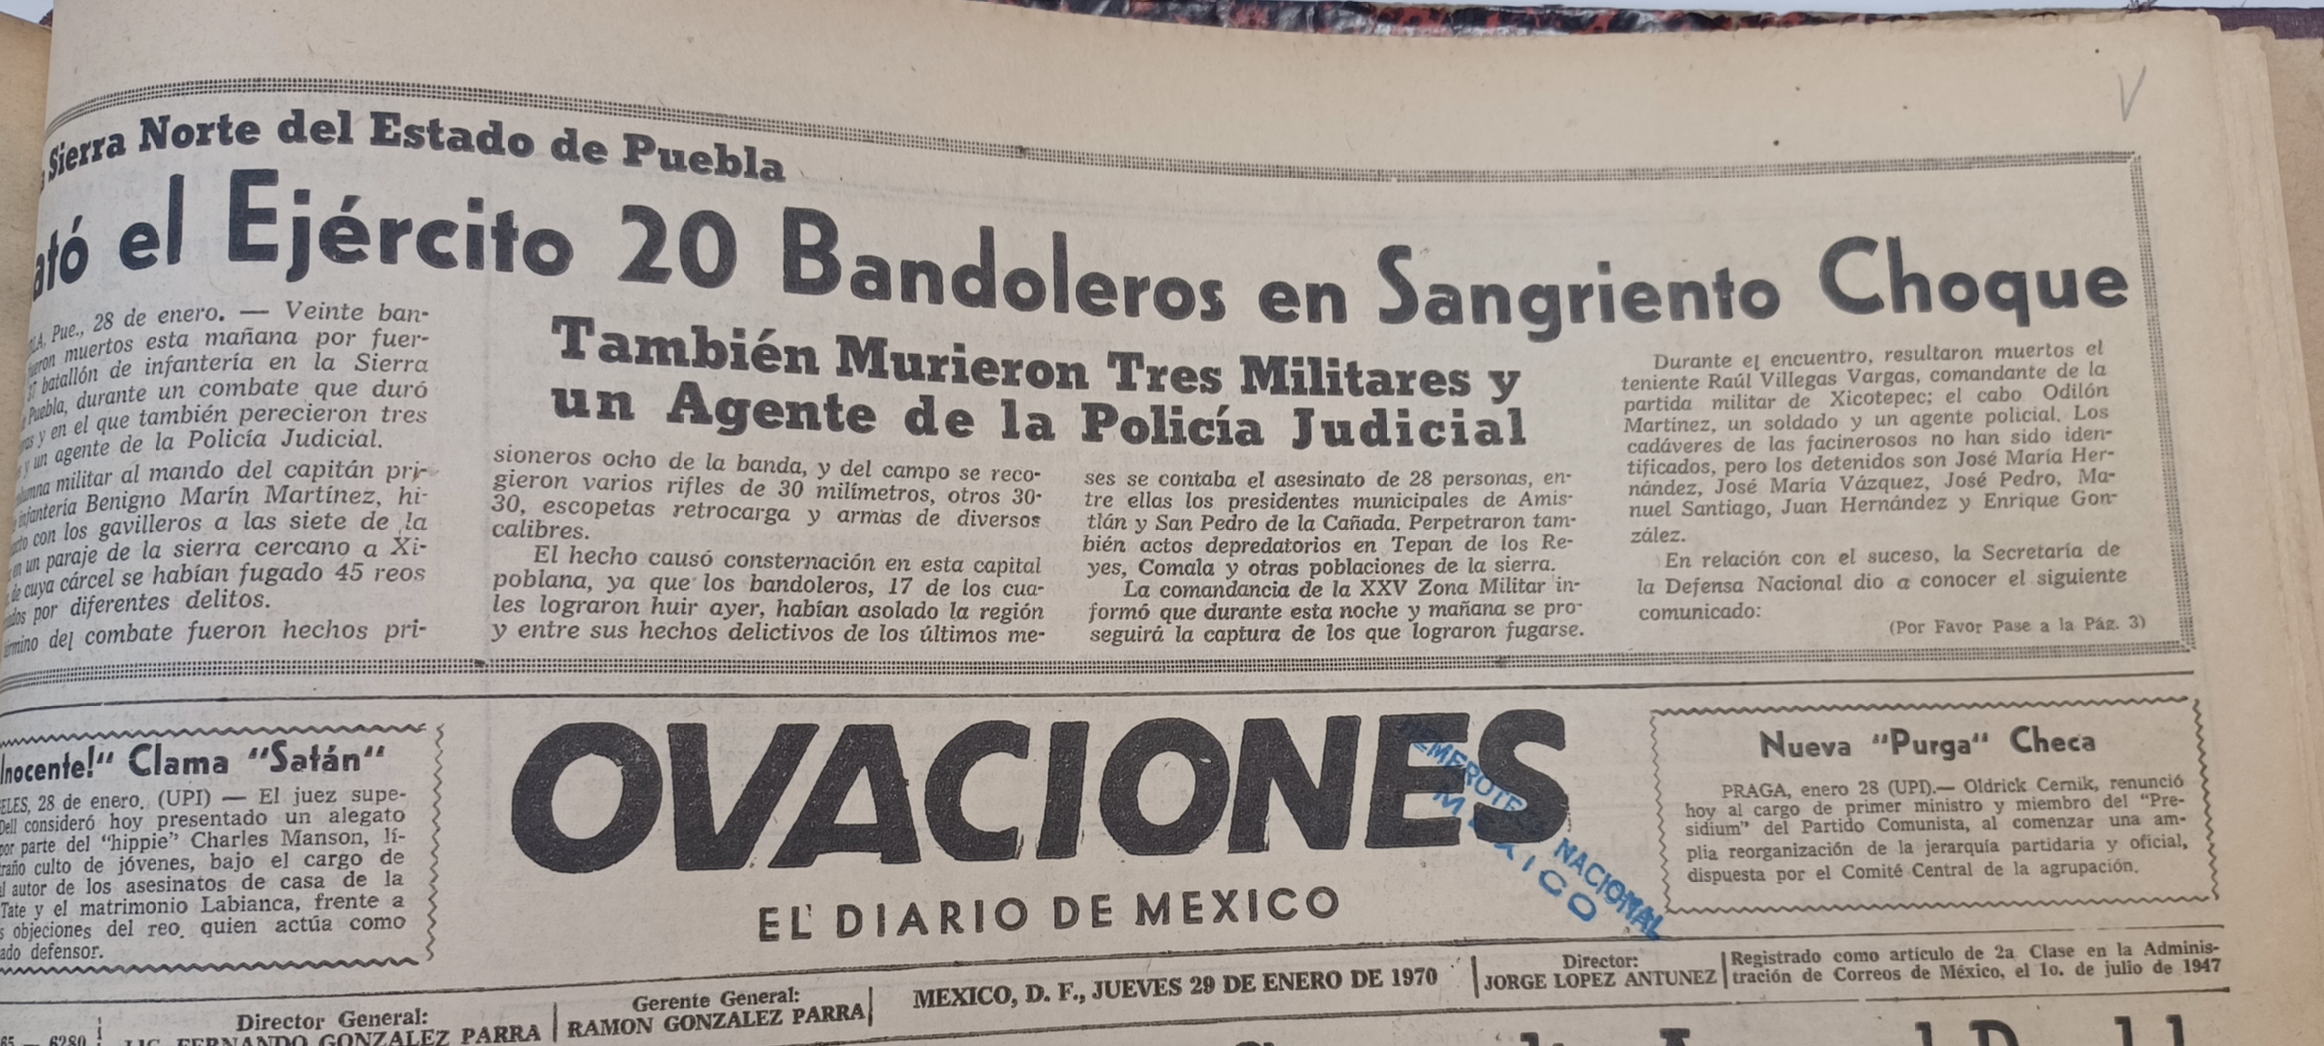 Sierra Norte del Estado de Puebla
ató el Ejército 20 Bandoleros en Sangriento Choque
También Murieron Tres Militares y
un Agente de la Policía Judicial
LA, Pue., 28 de enero. — Veinte ban-
fueron muertos esta mañana por fuer-
37 batallón de infantería en la Sierra
Puebla, durante un combate que duró
y en el que también perecieron tres
y un agente de la Policía Judicial.
lumna militar al mando del capitán pri-
infantería Benigno Marín Martínez, hi-
con los gavilleros a las siete de la
en un paraje de la sierra cercano a Xi-
de cuya cárcel se habían fugado 45 reos
por diferentes delitos.
término del combate fueron hechos pri-
sioneros ocho de la banda, y del campo se reco-
gieron varios rifles de 30 milímetros, otros 30-
30, escopetas retrocarga y armas de diversos
calibres.
El hecho causó consternación en esta capital
poblana, ya que los bandoleros, 17 de los cua-
les lograron huir ayer, habían asolado la región
y entre sus hechos delictivos de los últimos me-
ses se contaba el asesinato de 28 personas, en-
tre ellas los presidentes municipales de Amis-
tlán y San Pedro de la Cañada. Perpetraron tam-
bién actos depredatorios en Tepan de los Re-
yes, Comala y otras poblaciones de la sierra.
La comandancia de la XXV Zona Militar in-
formó que durante esta noche y mañana se pro-
seguirá la captura de los que lograron fugarse.
Durante el encuentro, resultaron muertos el
teniente Raúl Villegas Vargas, comandante de la
partida militar de Xicotepec; el cabo Odilón
Martínez, un soldado y un agente policial. Los
cadáveres de las facinerosos no han sido iden-
tificados, pero los detenidos son José María Her-
nández, José María Vázquez, José Pedro, Ma-
nuel Santiago, Juan Hernández y Enrique Gon-
zález.
En relación con el suceso, la Secretaría de
la Defensa Nacional dio a conocer el siguiente
comunicado:
(Por Favor Pase a la Pág. 3)
Inocente!" Clama "Satán"
ELES, 28 de enero. (UPI) — El juez supe-
Dell consideró hoy presentado un alegato
por parte del "hippie" Charles Manson, lí-
traño culto de jóvenes, bajo el cargo de
autor de los asesinatos de casa de la
Tate y el matrimonio Labianca, frente a
s objeciones del reo, quien actúa como
ado defensor.
OVACIONES
EL DIARIO DE MEXICO
HEMEROTECA NACIONAL
MEXICO
Nueva "Purga" Checa
PRAGA, enero 28 (UPI).— Oldrick Cernik, renunció
hoy al cargo de primer ministro y miembro del "Pre-
sidium" del Partido Comunista, al comenzar una am-
plia reorganización de la jerarquía partidaria y oficial,
dispuesta por el Comité Central de la agrupación.
65 — 6280
Director General:
LIC. FERNANDO GONZALEZ PARRA
Gerente General:
RAMON GONZALEZ PARRA
MEXICO, D. F., JUEVES 29 DE ENERO DE 1970
Director:
JORGE LOPEZ ANTUNEZ
Registrado como artículo de 2a. Clase en la Adminis-
tración de Correos de México, el 1o. de julio de 1947